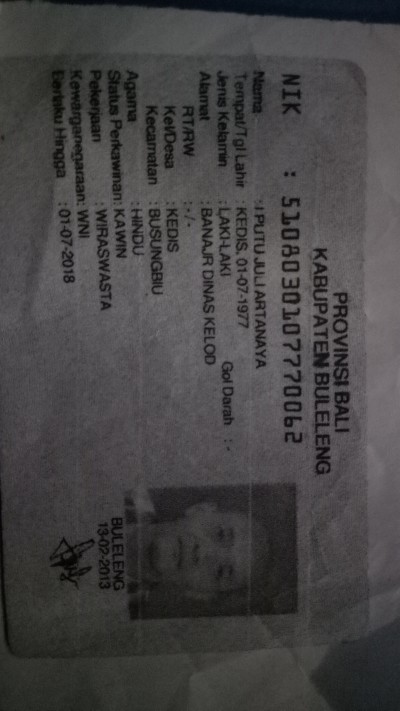 PROVINSI BALI
KABUPATEN BULELENG
NIK : 5108030107770062
Nama : I PUTU JULI ARTANAYA
Tempat/Tgl Lahir : KEDIS, 01-07-1977
Jenis Kelamin : LAKI-LAKI Gol Darah : -
Alamat : BANAJR DINAS KELOD
RT/RW : -/-
Kel/Desa : KEDIS
Kecamatan : BUSUNGBIU
Agama : HINDU
Status Perkawinan: KAWIN
Pekerjaan : WIRASWASTA
Kewarganegaraan: WNI
Berlaku Hingga : 01-07-2018
BULELENG
13-02-2013